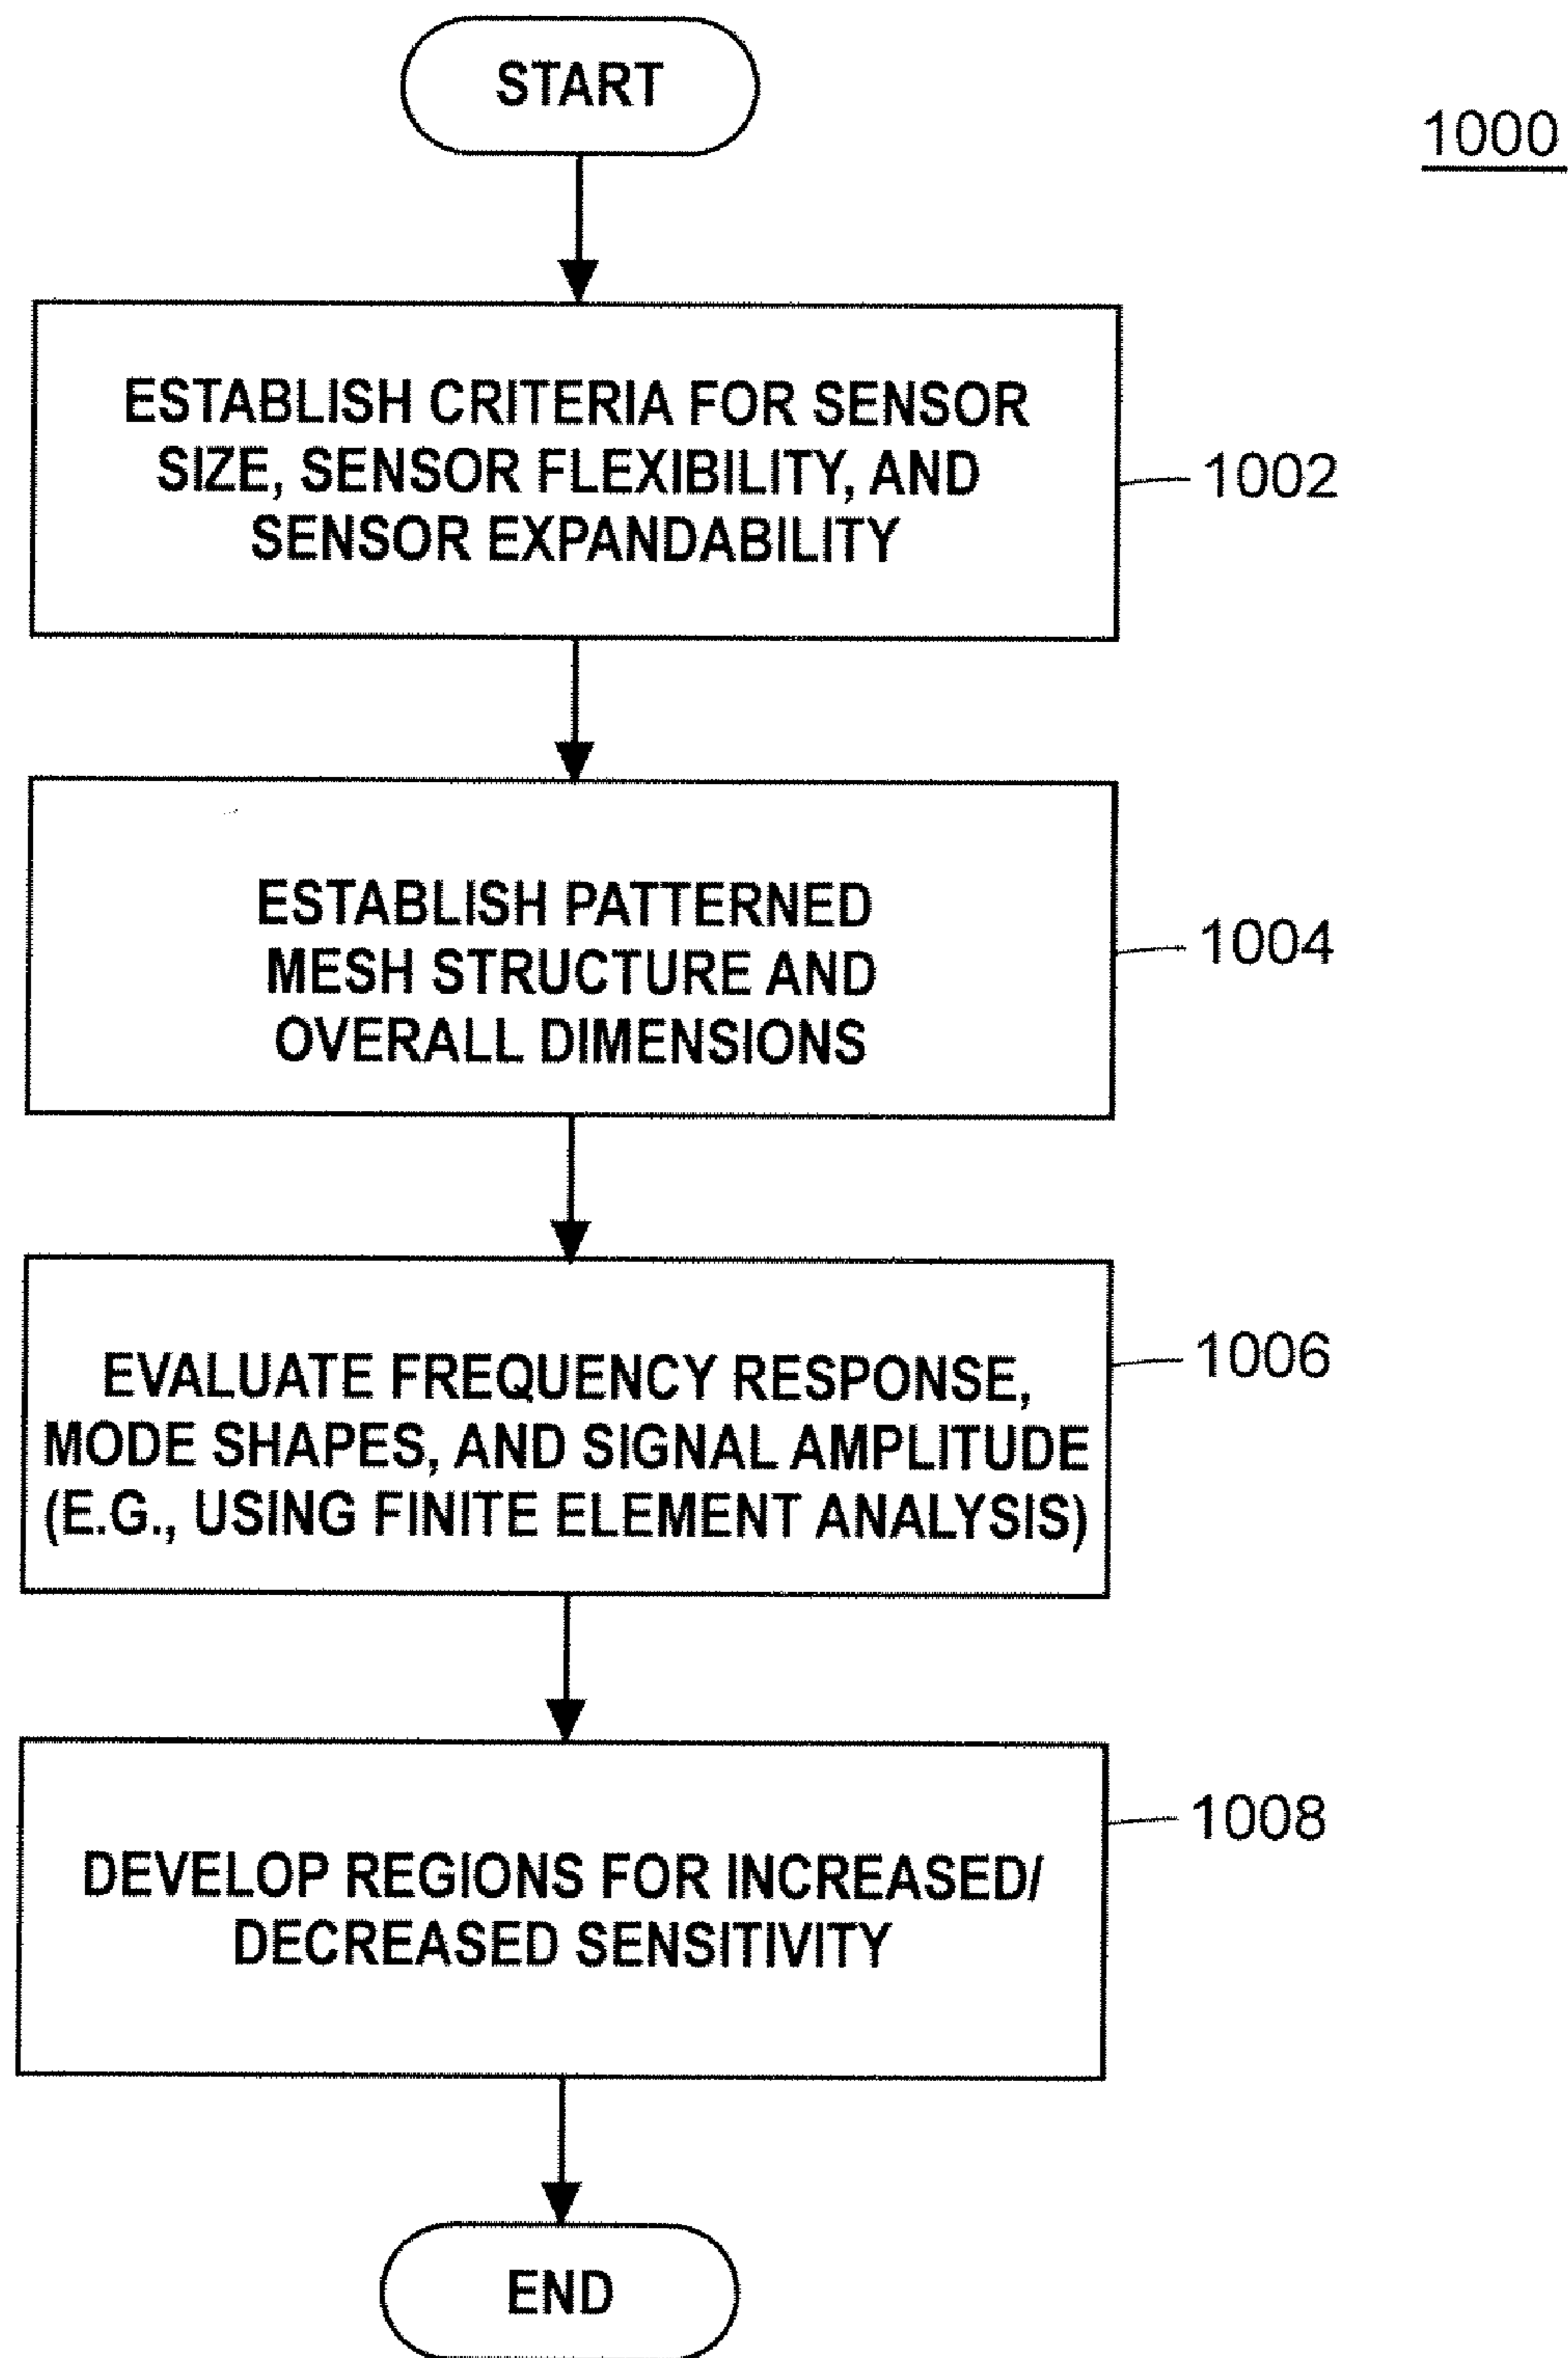 START
1000
ESTABLISH CRITERIA FOR SENSOR
SIZE, SENSOR FLEXIBILITY, AND
SENSOR EXPANDABILITY
1002
ESTABLISH PATTERNED
MESH STRUCTURE AND
OVERALL DIMENSIONS
1004
EVALUATE FREQUENCY RESPONSE,
MODE SHAPES, AND SIGNAL AMPLITUDE
(E.G., USING FINITE ELEMENT ANALYSIS)
1006
DEVELOP REGIONS FOR INCREASED/
DECREASED SENSITIVITY
1008
END